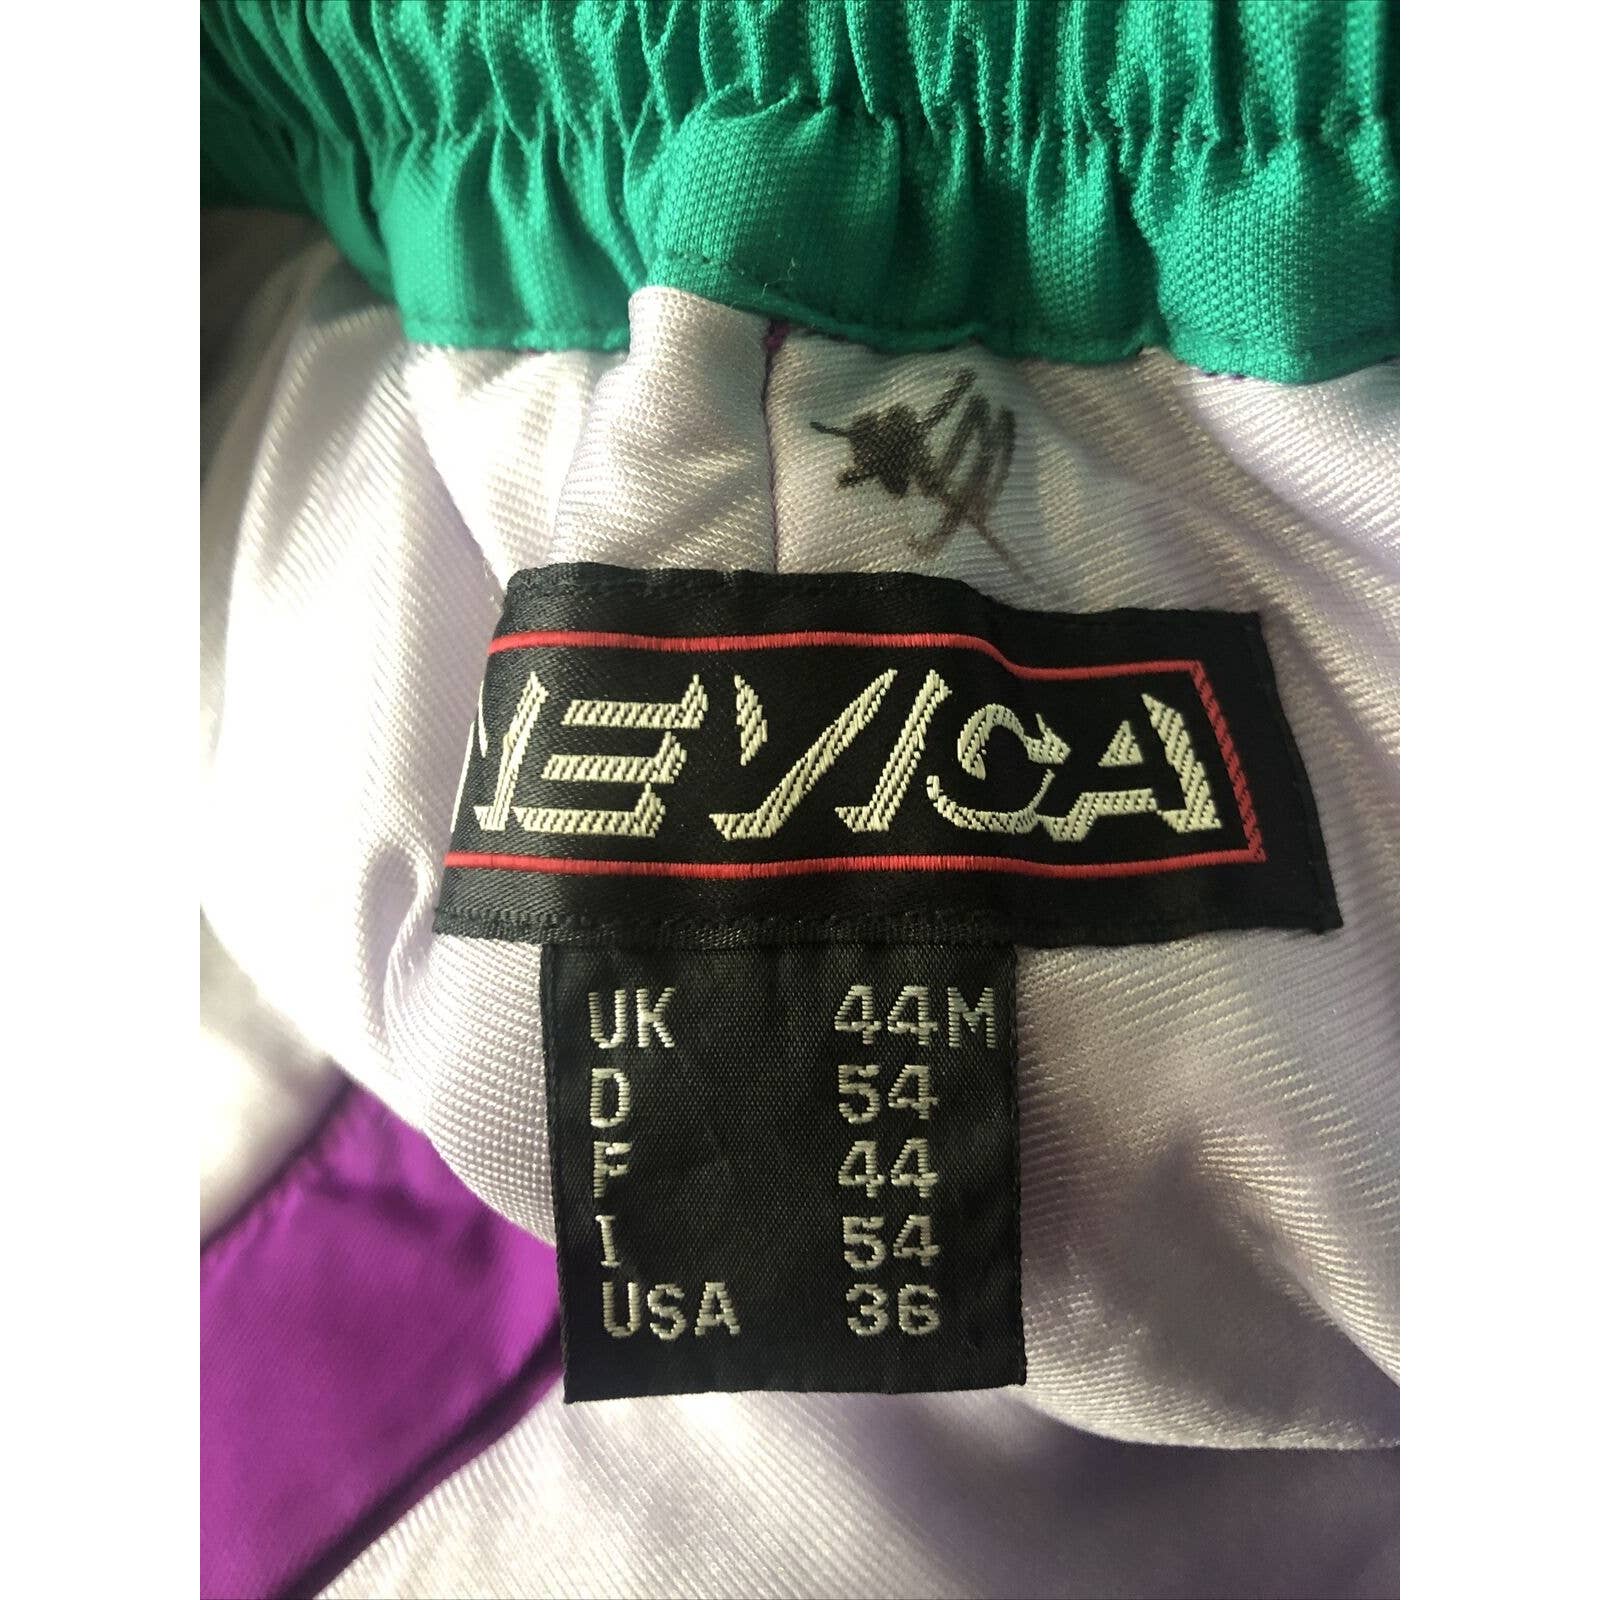 NEVICA
UK 44M
D 54
F 44
I 54
USA 36